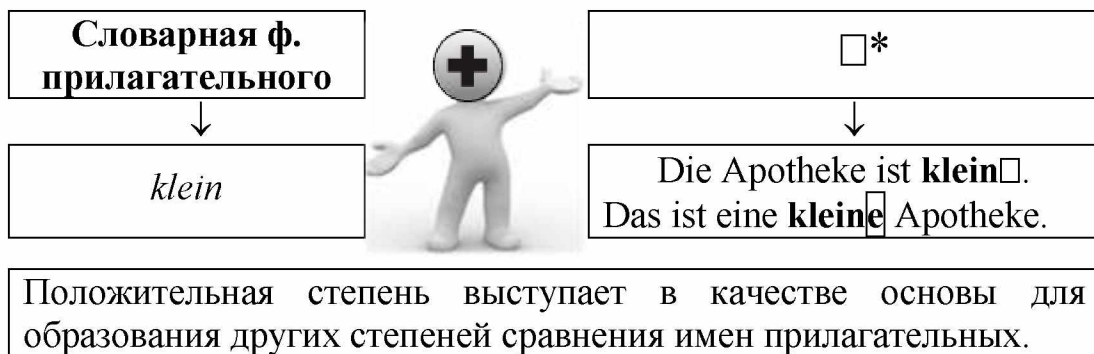 Словарная ф.
прилагательного
□*
↓
↓
klein
Die Apotheke ist klein□.
Das ist eine kleine Apotheke.
Положительная степень выступает в качестве основы для
образования других степеней сравнения имен прилагательных.